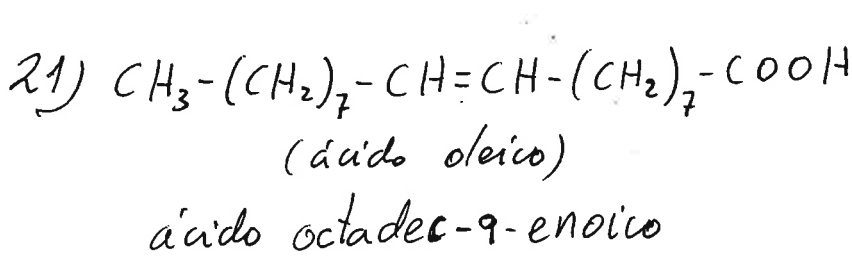 21) CH₃-(CH₂)₇-CH=CH-(CH₂)₇-COOH
(ácido oleico)
ácido octadec-9-enoico